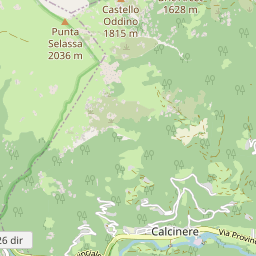 Castello
Oddino
1815 m
1628 m
Punta
Selassa
2036 m
Calcinere
Via Provin
26 dir